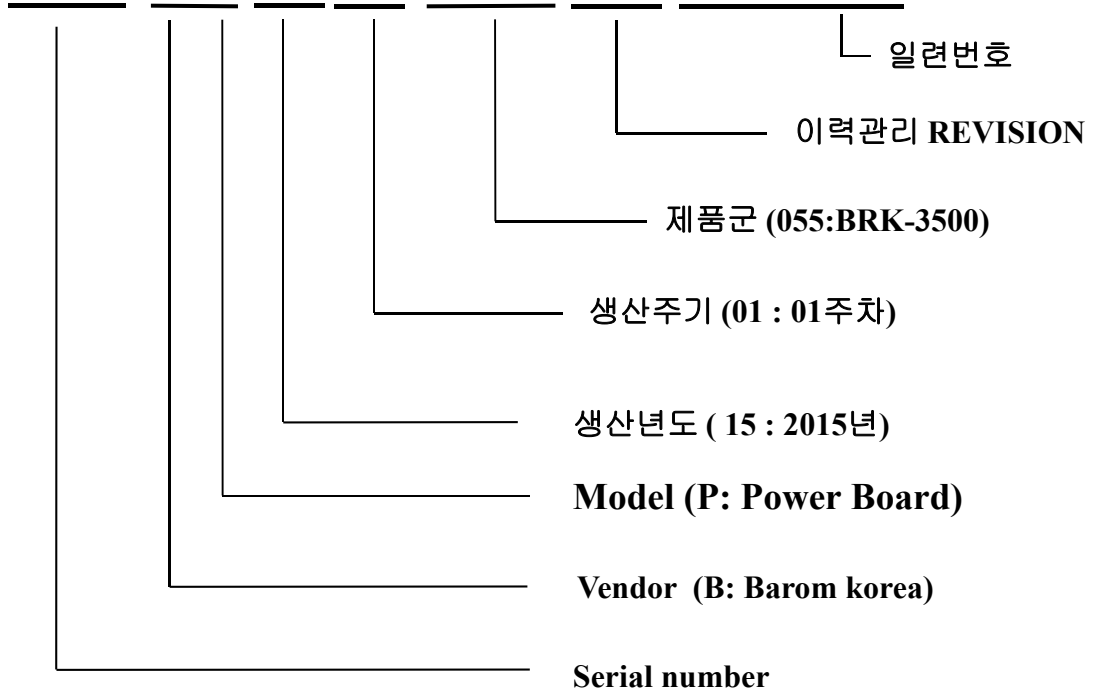 일련번호
이력관리 REVISION
제품군 (055:BRK-3500)
생산주기 (01 : 01주차)
생산년도 ( 15 : 2015년)
Model (P: Power Board)
Vendor (B: Barom korea)
Serial number